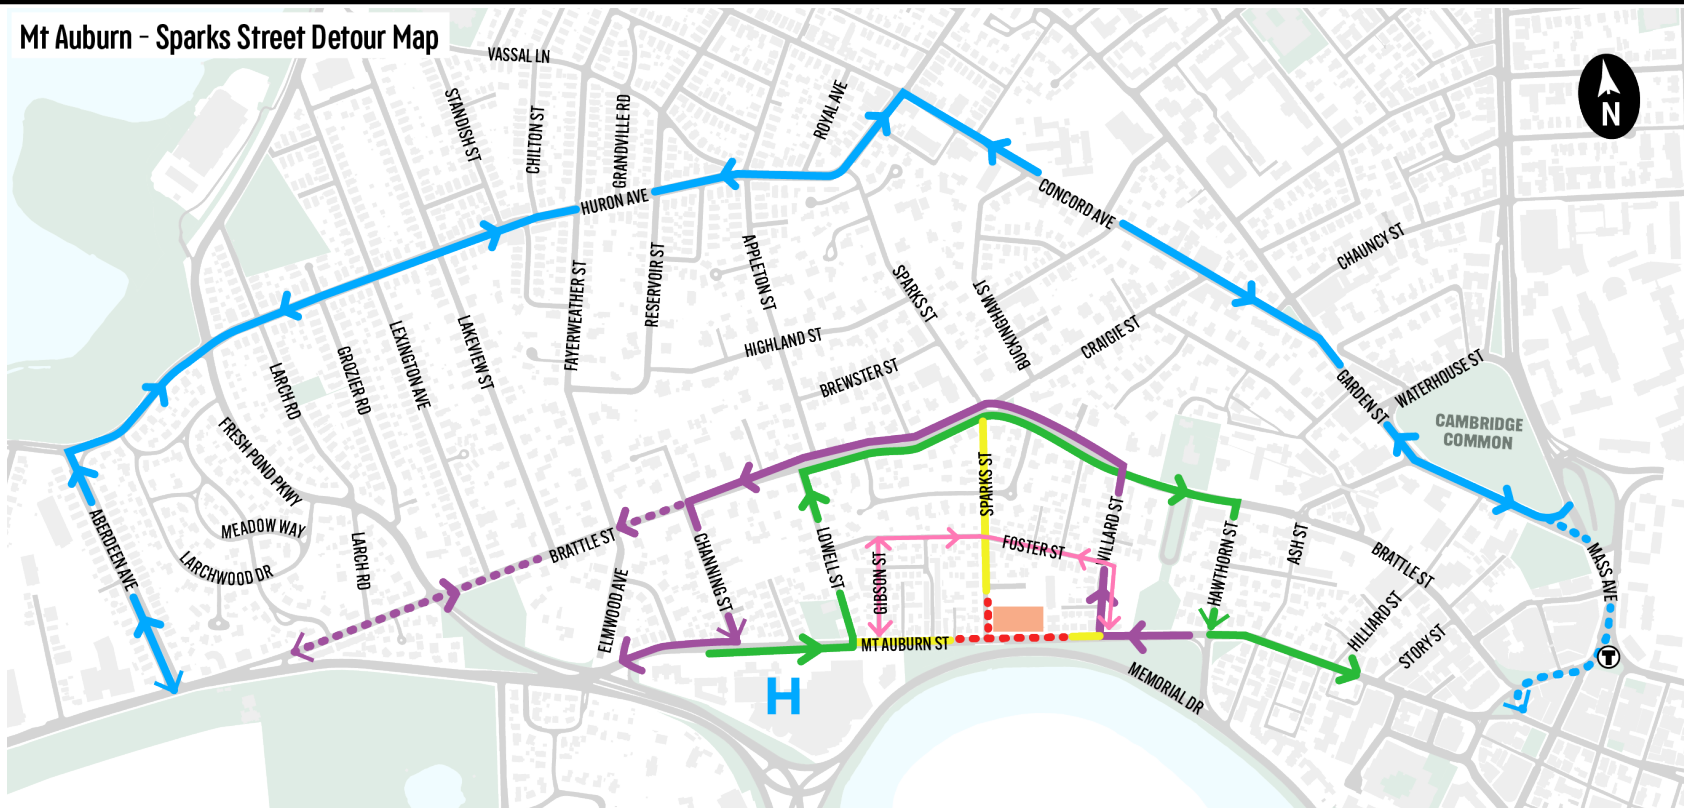 Mt Auburn - Sparks Street Detour Map
VASSAL LN
STANDISH ST
CHILTON ST
GRANDVILLE RD
ROYAL AVE
N
HURON AVE
CONCORD AVE
CHAUNCY ST
FAYERWEATHER ST
RESERVOIR ST
APPLETON ST
SPARKS ST
BUCKINGHAM ST
CRAIGIE ST
HIGHLAND ST
BREWSTER ST
LARCH RD
GROZIER RD
LEXINGTON AVE
LAKEVIEW ST
GARDEN ST
WATERHOUSE ST
CAMBRIDGE
COMMON
FRESH POND PKWY
MEADOW WAY
LARCHWOOD DR
LARCH RD
ABERDEEN AVE
BRATTLE ST
ELMWOOD AVE
CHANNING ST
LOWELL ST
GIBSON ST
SPARKS ST
FOSTER ST
WILLARD ST
HAWTHORN ST
ASH ST
BRATTLE ST
HILLIARD ST
STORY ST
MASS AVE
T
MT AUBURN ST
MEMORIAL DR
H